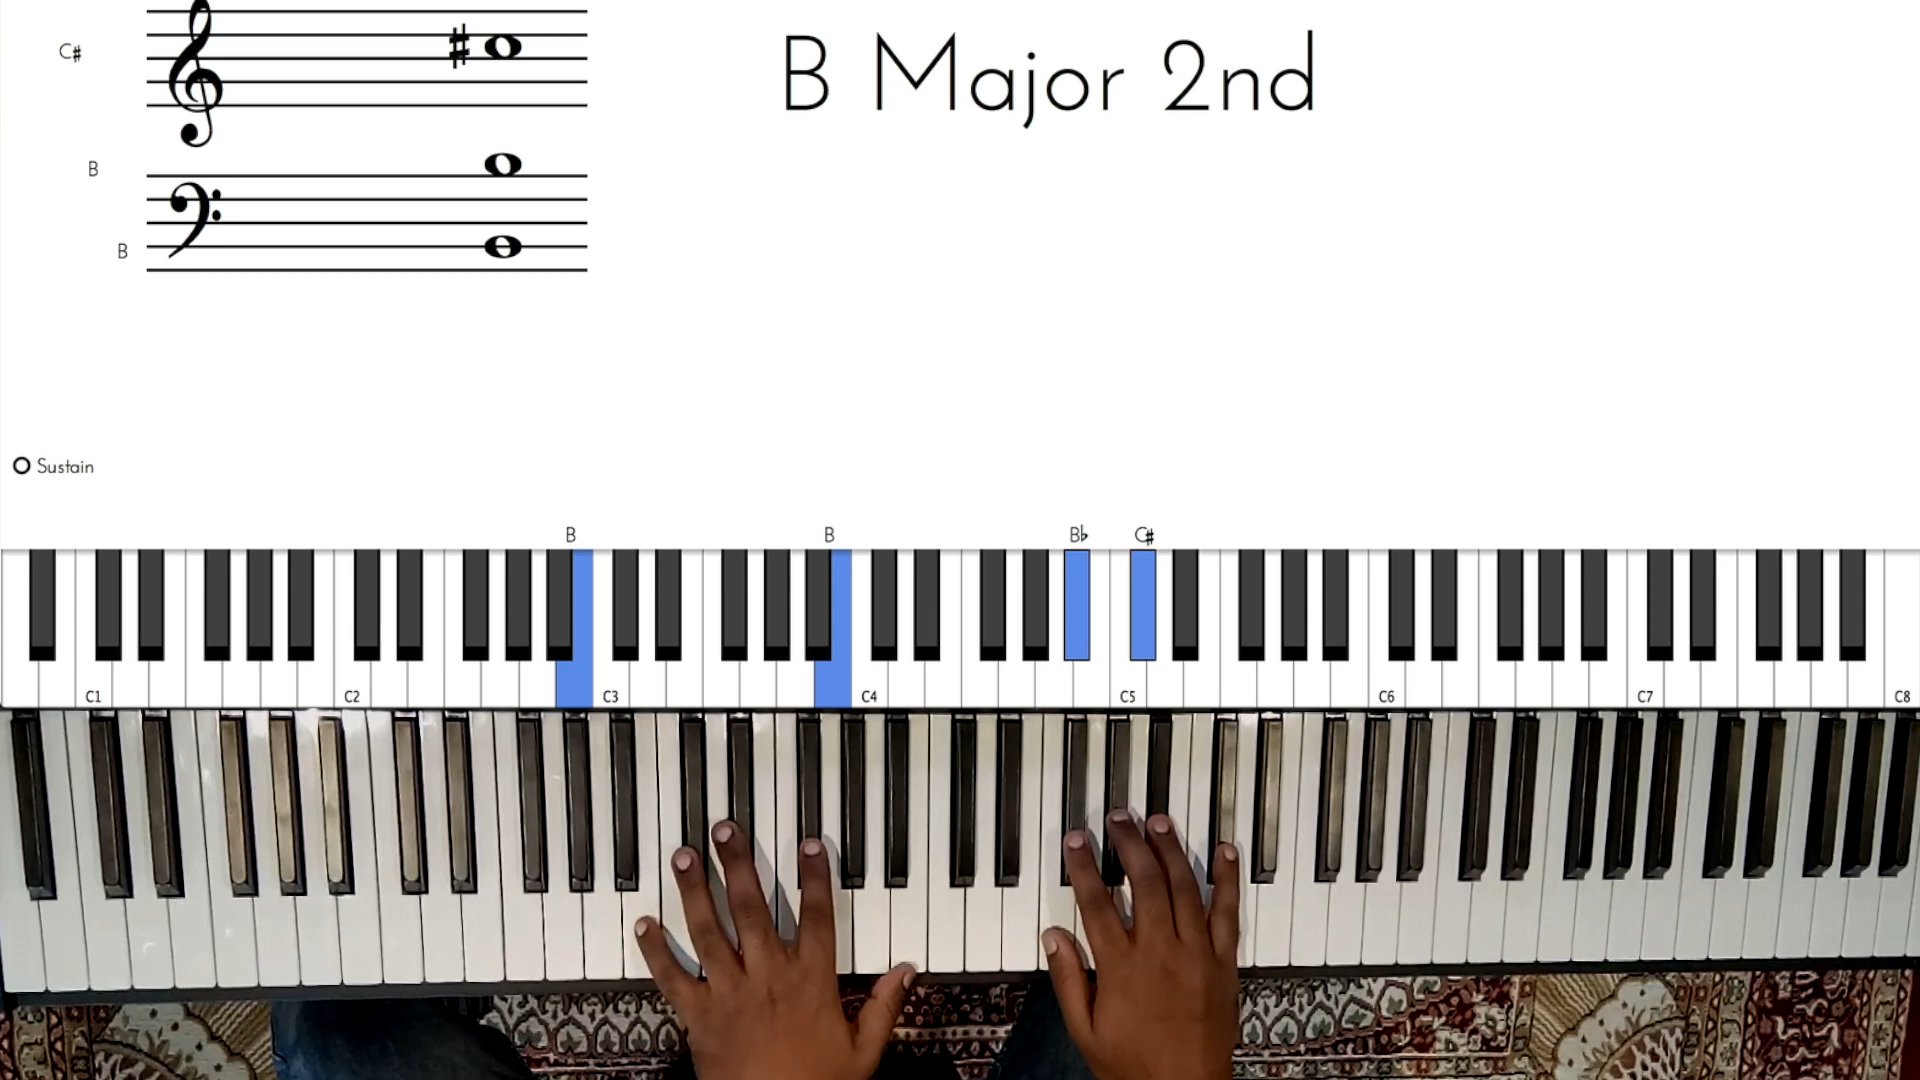 C♯
B Major 2nd
B
B
Sustain
B B B♭ C♯
C1 C2 C3 C4 C5 C6 C7 C8